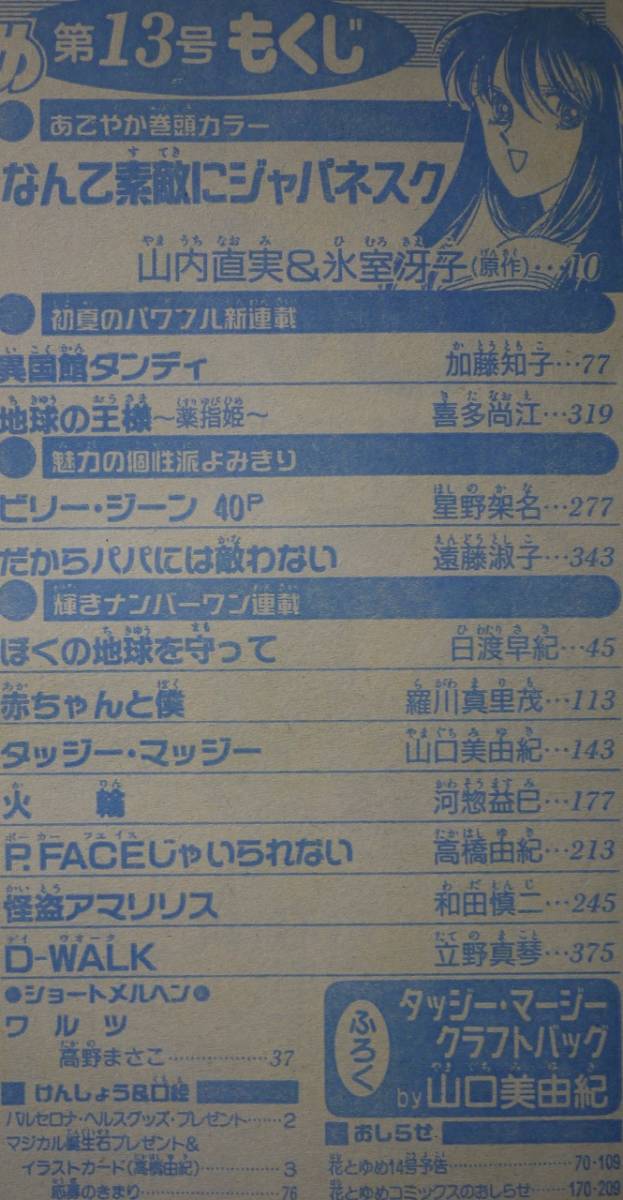 め 第13号 もくじ
あでやか巻頭カラー
なんて素敵にジャパネスク
山内直実&氷室冴子(原作)…10
初夏のパワフル新連載
異国館タンディ 加藤知子…77
地球の王様～薬指姫～ 喜多尚江…319
魅力の個性派よみきり
ビリー・ジーン 40P 星野架名…277
だからパパには敵わない 遠藤淑子…343
輝きナンバーワン連載
ぼくの地球を守って 日渡早紀…45
赤ちゃんと僕 羅川真里茂…113
タッジー・マッジー 山口美由紀…143
火輪 河惣益巳…177
P.FACEじゃいられない 高橋由紀…213
怪盗アマリリス 和田慎二…245
D-WALK 立野真琴…375
●ショートメルヘン●
ワルツ
高野まさこ……37
けんしょう&口絵
バルセロナ・ヘルスグッズ・プレゼント……2
マジカル誕生石プレゼント&
イラストカード(高橋由紀)……3
応募のきまり……76
ふろく
タッジー・マージー
クラフトバッグ
by山口美由紀
おしらせ
花とゆめ14号予告……70・109
花とゆめコミックスのおしらせ……170・209